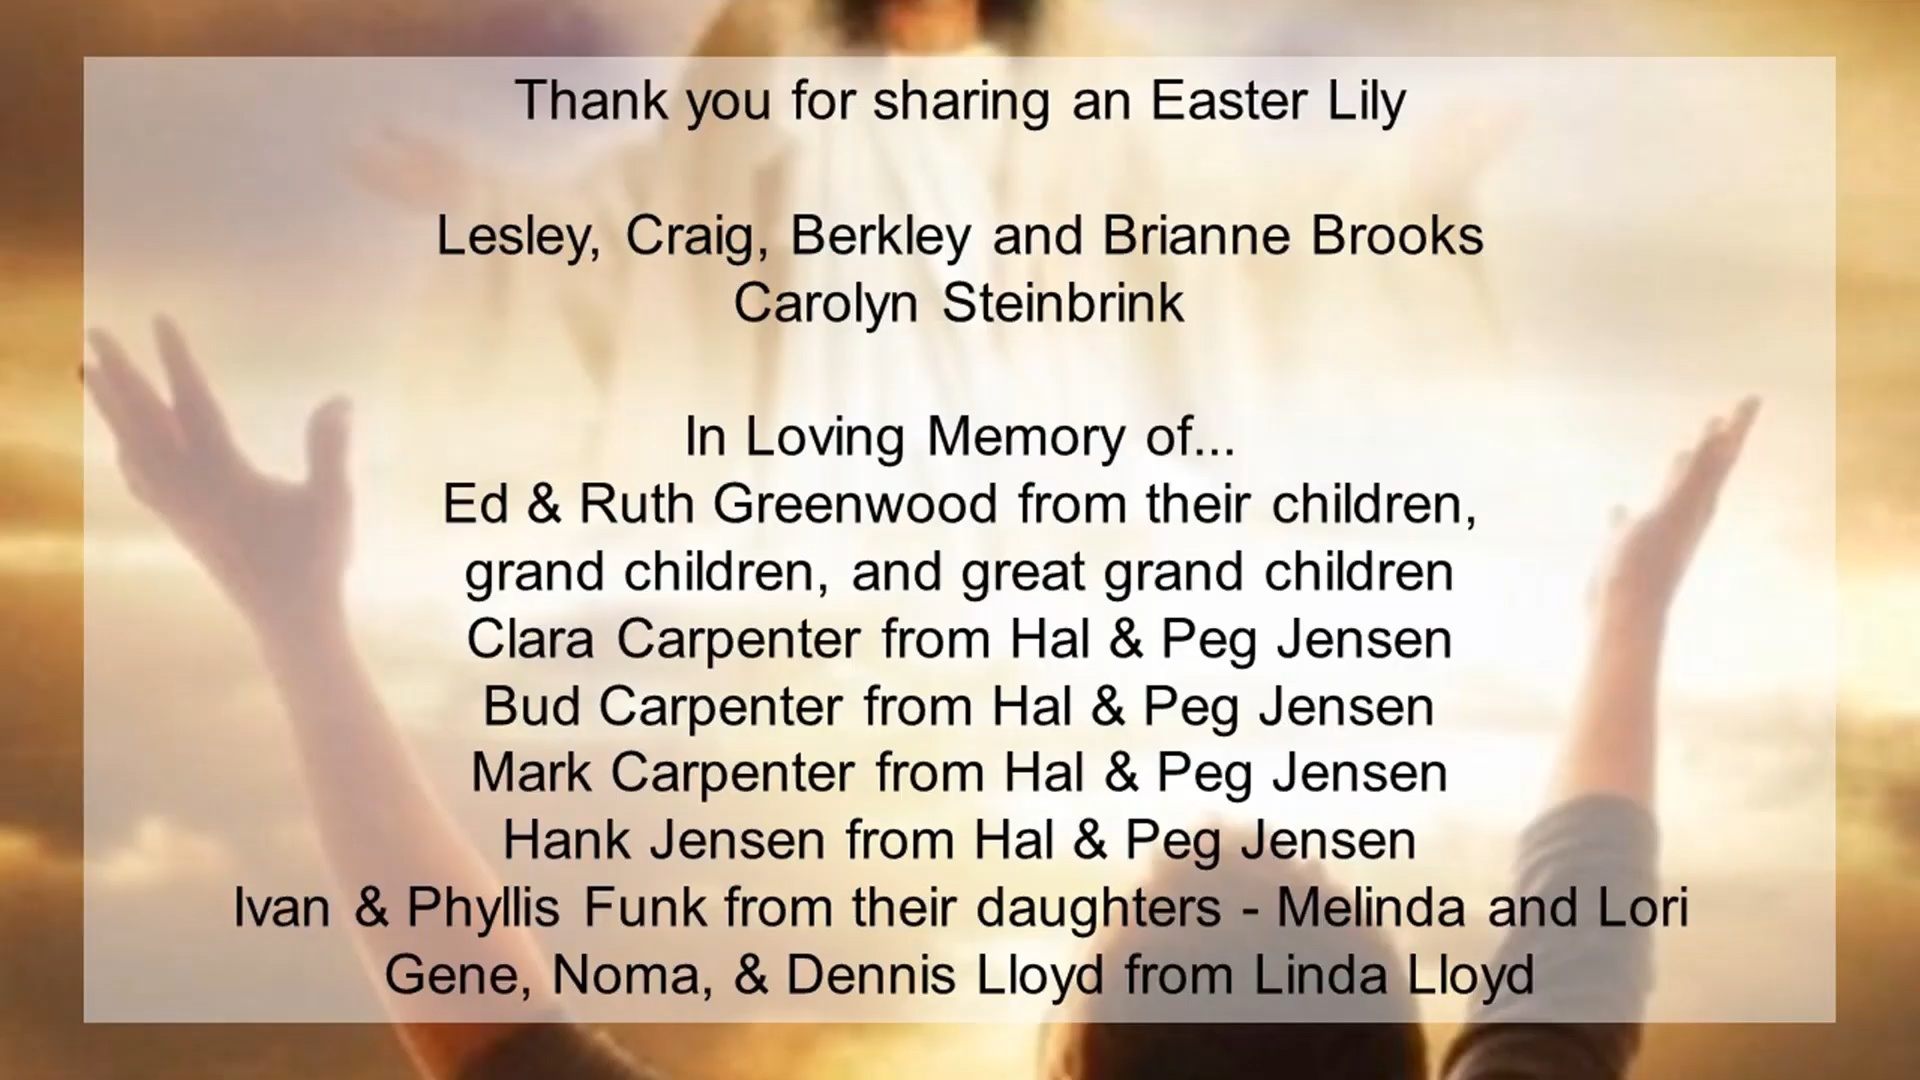 Thank you for sharing an Easter Lily
Lesley, Craig, Berkley and Brianne Brooks
Carolyn Steinbrink
In Loving Memory of...
Ed & Ruth Greenwood from their children,
grand children, and great grand children
Clara Carpenter from Hal & Peg Jensen
Bud Carpenter from Hal & Peg Jensen
Mark Carpenter from Hal & Peg Jensen
Hank Jensen from Hal & Peg Jensen
Ivan & Phyllis Funk from their daughters - Melinda and Lori
Gene, Noma, & Dennis Lloyd from Linda Lloyd